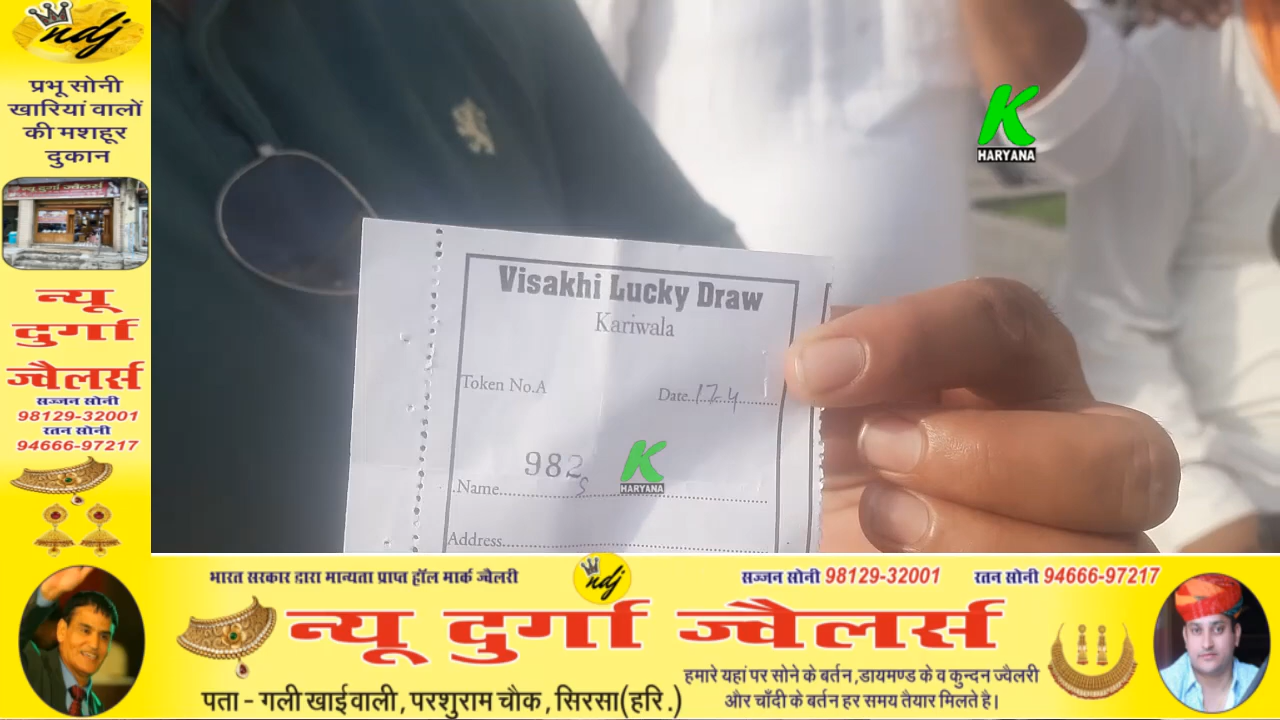 ndj
प्रभू सोनी
खारियां वालों
की मशहूर
दुकान
न्यू दुर्गा ज्वैलर्स
न्यू
दुर्गा
ज्वैलर्स
सज्जन सोनी
98129-32001
रतन सोनी
94666-97217
K
HARYANA
Visakhi Lucky Draw
Kariwala
Token No.A
Date..17.4
982
K
HARYANA
.Name
Address
भारत सरकार द्वारा मान्यता प्राप्त हॉल मार्क ज्वैलरी
ndj
सज्जन सोनी 98129-32001 रतन सोनी 94666-97217
न्यू दुर्गा ज्वैलर्स
हमारे यहां पर सोने के बर्तन ,डायमण्ड के व कुन्दन ज्वैलरी
और चाँदी के बर्तन हर समय तैयार मिलते है।
पता - गली खाई वाली , परशुराम चौक , सिरसा(हरि .)